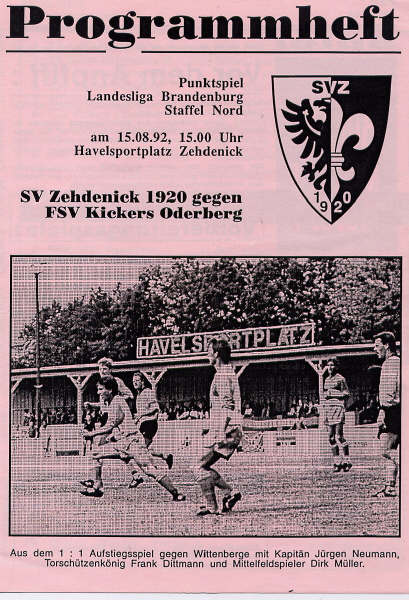 Programmheft
Punktspiel
Landesliga Brandenburg
Staffel Nord
am 15.08.92, 15.00 Uhr
Havelsportplatz Zehdenick
SV Zehdenick 1920 gegen
FSV Kickers Oderberg
SVZ
1920
HAVELSPORTPLATZ
Aus dem 1 : 1 Aufstiegsspiel gegen Wittenberge mit Kapitän Jürgen Neumann,
Torschützenkönig Frank Dittmann und Mittelfeldspieler Dirk Müller.